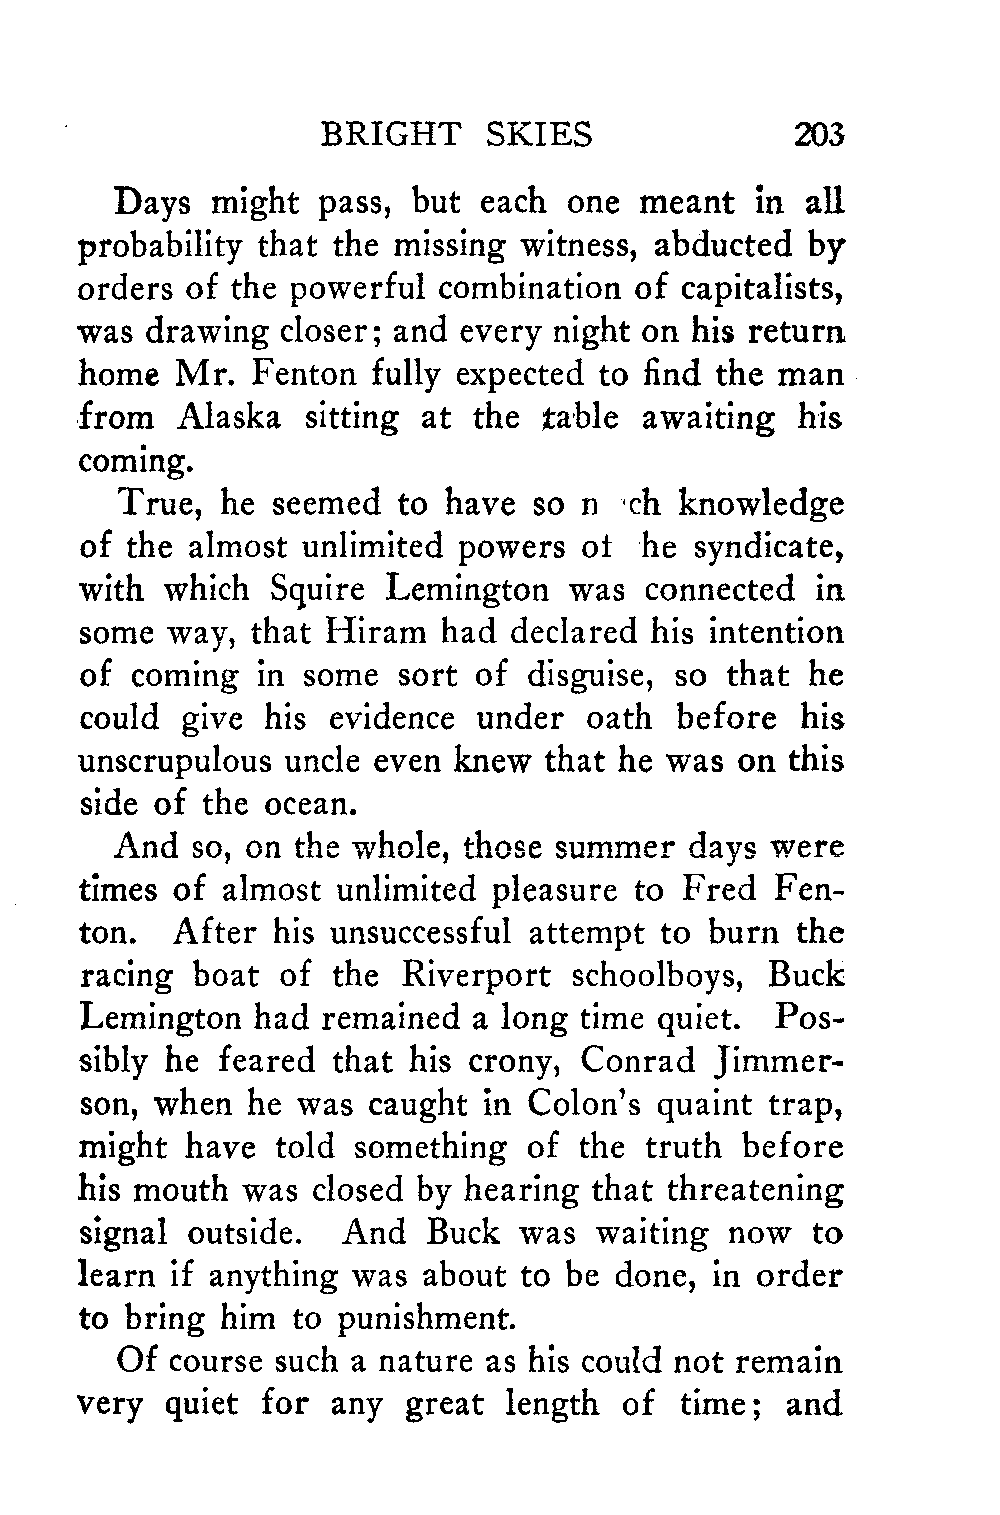 BRIGHT SKIES 203
Days might pass, but each one meant in all
probability that the missing witness, abducted by
orders of the powerful combination of capitalists,
was drawing closer; and every night on his return
home Mr. Fenton fully expected to find the man
from Alaska sitting at the table awaiting his
coming.
True, he seemed to have so knowledge
of the almost unlimited powers syndicate,
with which Squire Lemington was connected in
some way, that Hiram had declared his intention
of coming in some sort of disguise, so that he
could give his evidence under oath before his
unscrupulous uncle even knew that he was on this
side of the ocean.
And so, on the whole, those summer days were
times of almost unlimited pleasure to Fred Fen-
ton. After his unsuccessful attempt to burn the
racing boat of the Riverport schoolboys, Buck
Lemington had remained a long time quiet. Pos-
sibly he feared that his crony, Conrad Jimmer-
son, when he was caught in Colon's quaint trap,
might have told something of the truth before
his mouth was closed by hearing that threatening
signal outside. And Buck was waiting now to
learn if anything was about to be done, in order
to bring him to punishment.
Of course such a nature as his could not remain
very quiet for any great length of time; and